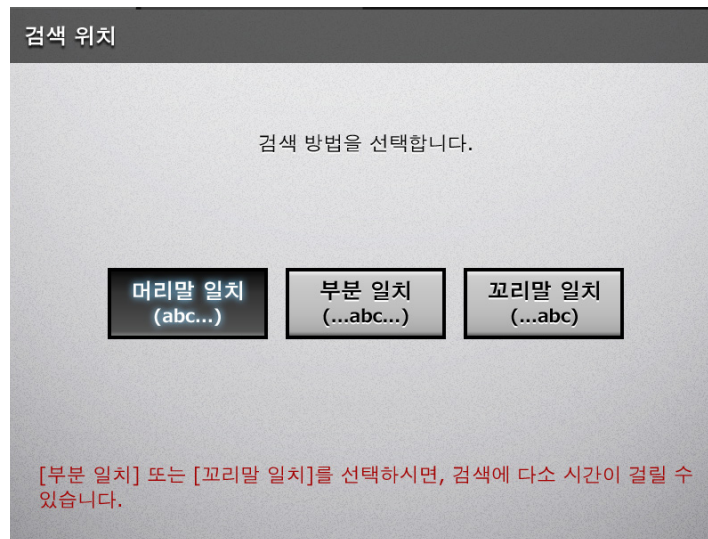 검색 위치
검색 방법을 선택합니다.
머리말 일치
(abc...)
부분 일치
(...abc...)
꼬리말 일치
(...abc)
[부분 일치] 또는 [꼬리말 일치]를 선택하시면, 검색에 다소 시간이 걸릴 수
있습니다.